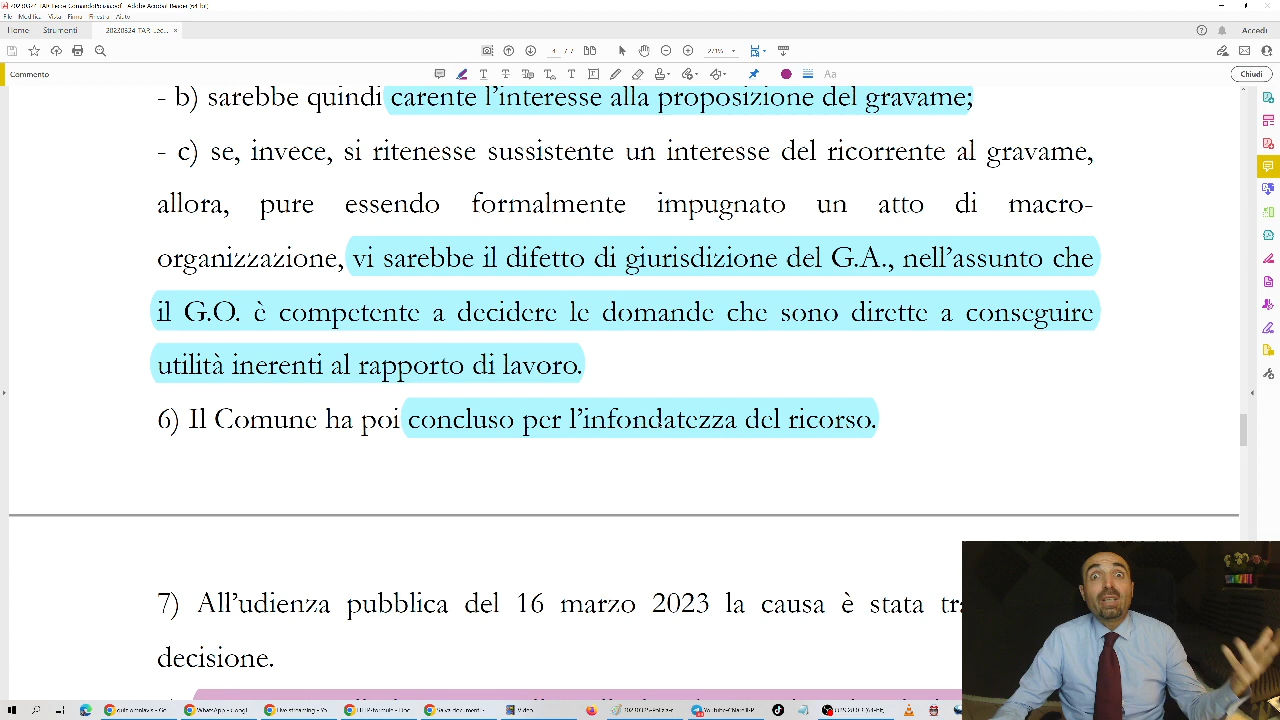 Home Strumenti
Accedi
Commento
Chiudi
- b) sarebbe quindi carente l’interesse alla proposizione del gravame;
- c) se, invece, si ritenesse sussistente un interesse del ricorrente al gravame,
allora, pure essendo formalmente impugnato un atto di macro-
organizzazione, vi sarebbe il difetto di giurisdizione del G.A., nell’assunto che
il G.O. è competente a decidere le domande che sono dirette a conseguire
utilità inerenti al rapporto di lavoro.
6) Il Comune ha poi concluso per l’infondatezza del ricorso.
7) All’udienza pubblica del 16 marzo 2023 la causa è stata
decisione.